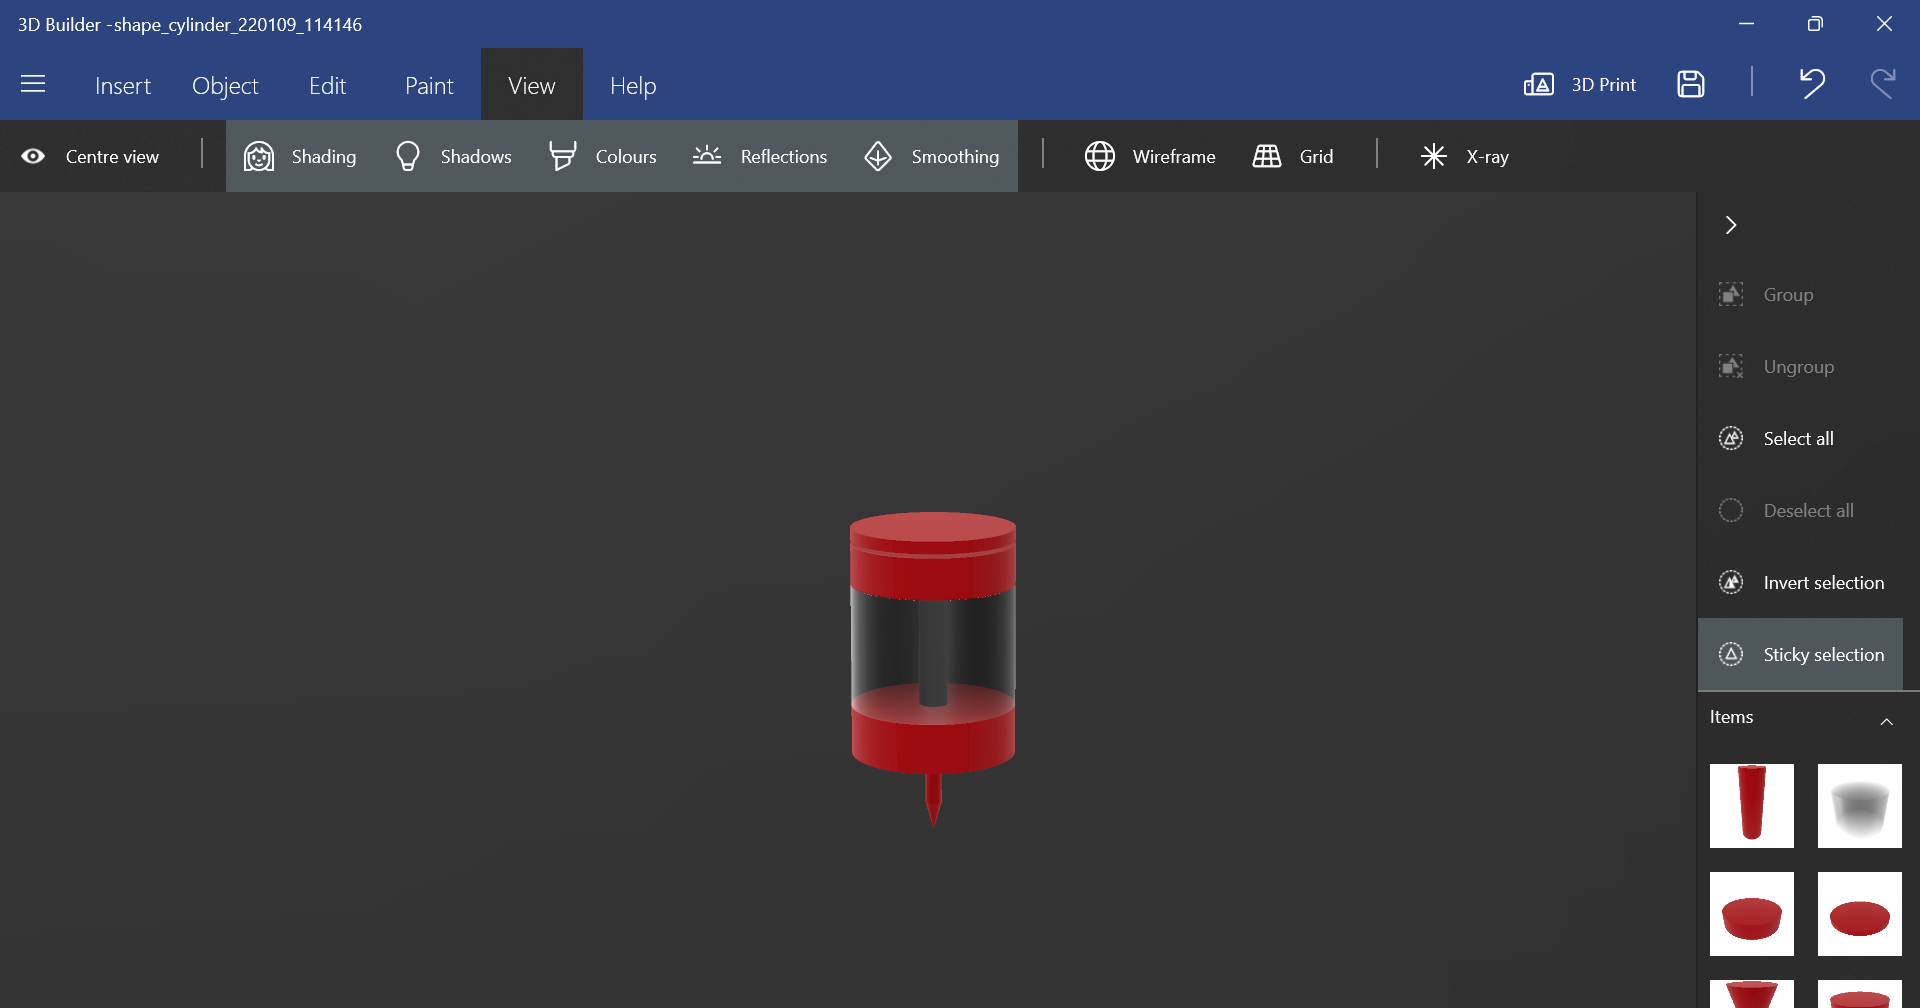 3D Builder -shape_cylinder_220109_114146
Insert Object Edit Paint View Help 3D Print
Centre view Shading Shadows Colours Reflections Smoothing Wireframe Grid X-ray
Group
Ungroup
Select all
Deselect all
Invert selection
Sticky selection
Items